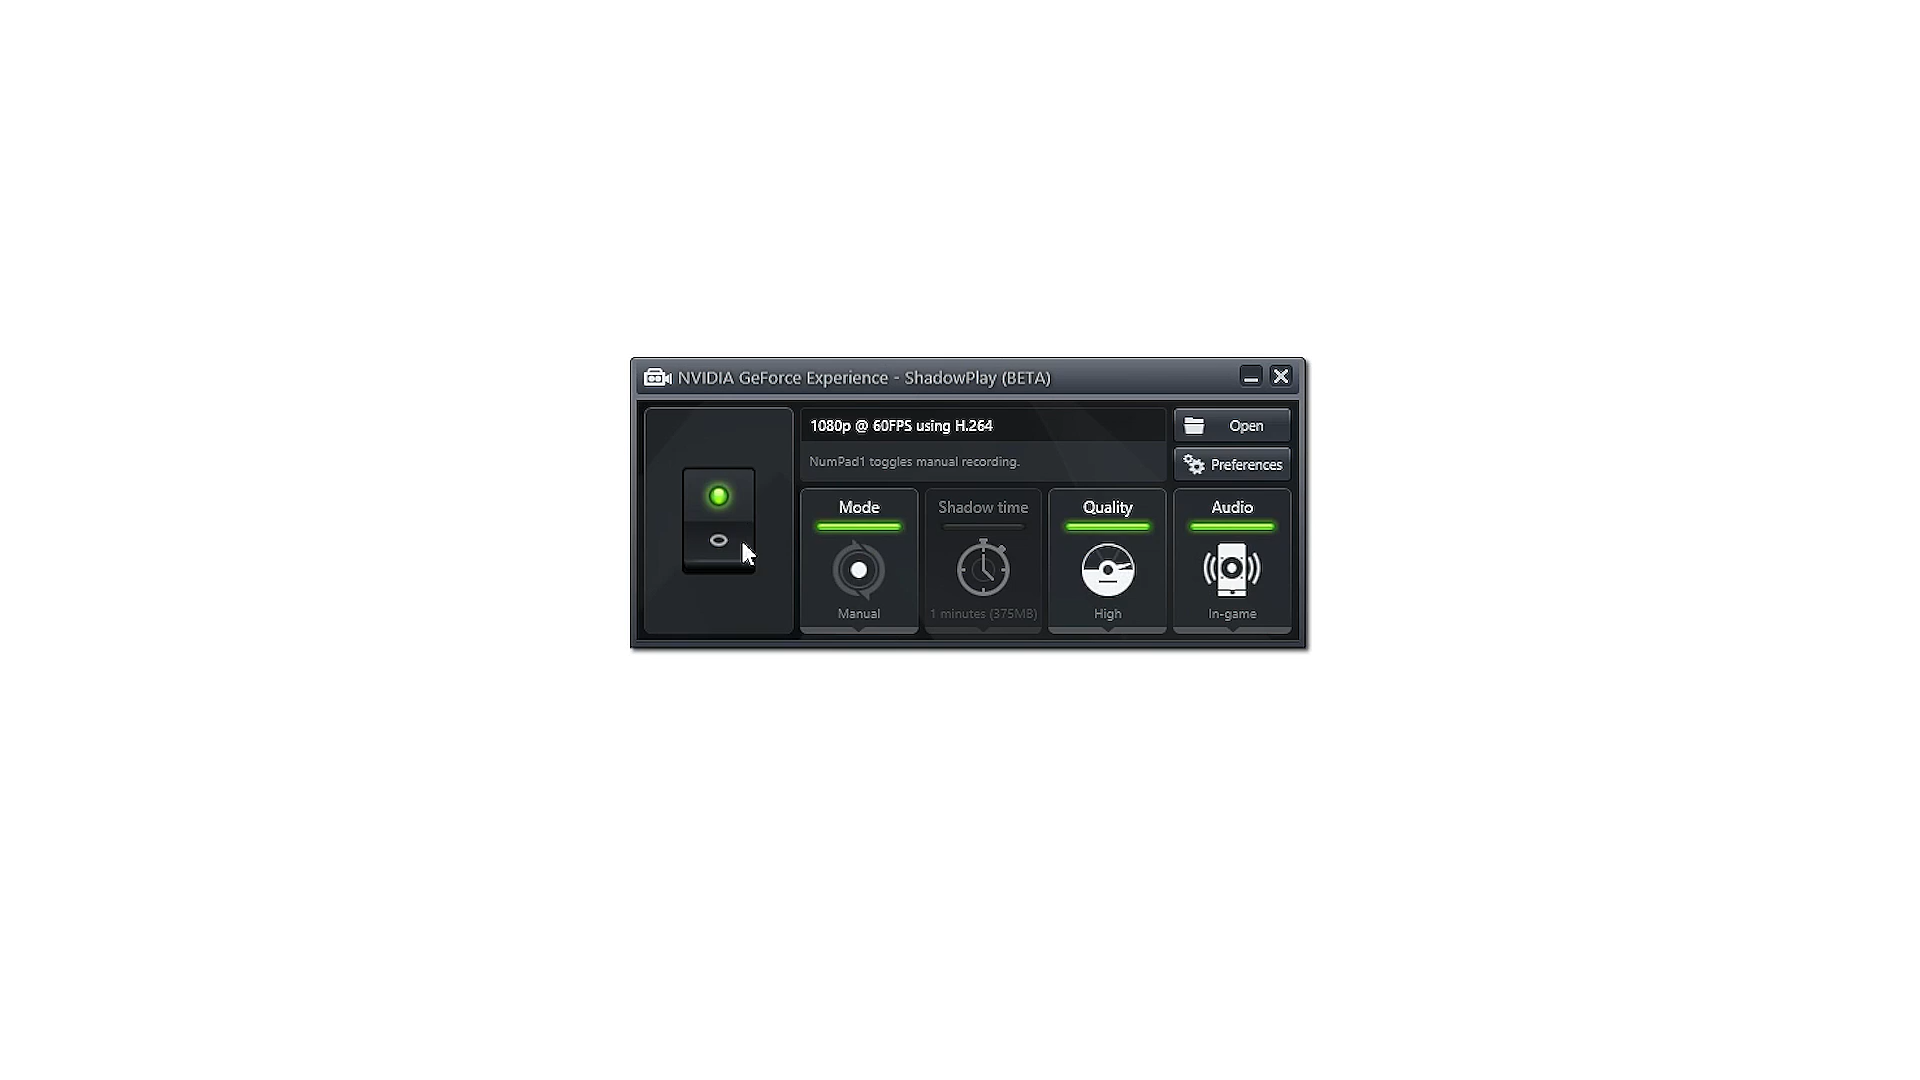 NVIDIA GeForce Experience - ShadowPlay (BETA)
1080p @ 60FPS using H.264
Open
NumPad1 toggles manual recording.
Preferences
Mode
Shadow time
Quality
Audio
Manual
1 minutes (375MB)
High
In-game